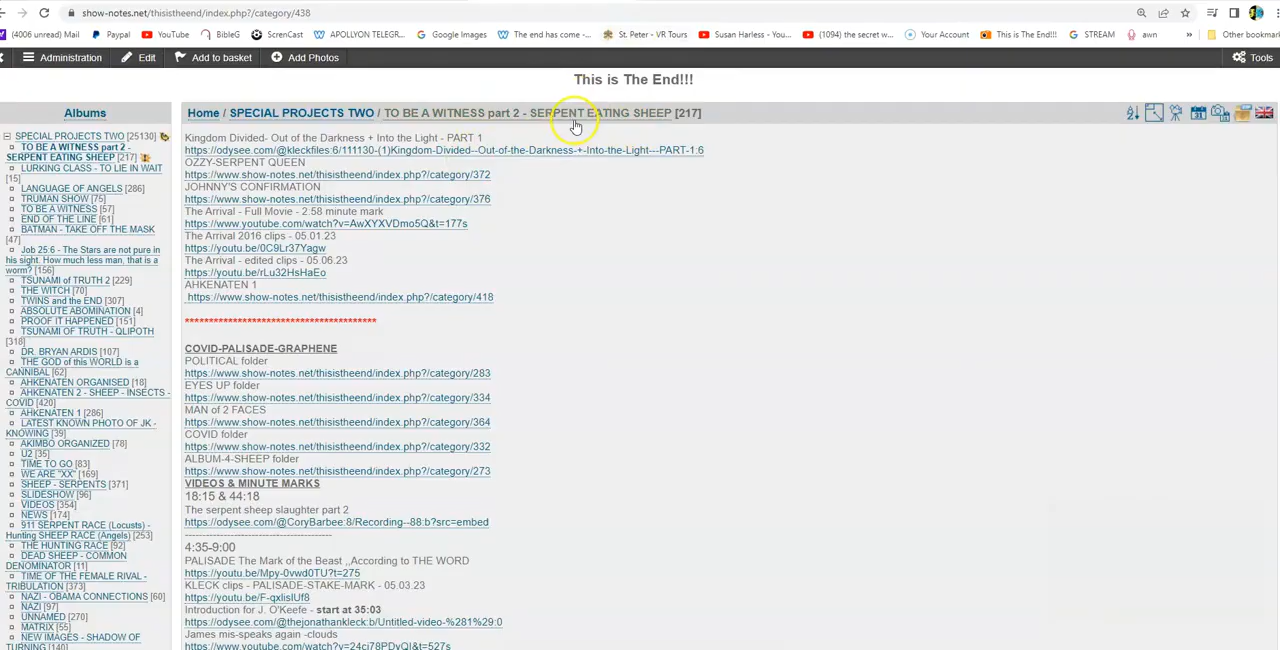 show-notes.net/thisistheend/index.php?/category/438
(4006 unread) Mail
Paypal
YouTube
BibleG
ScrenCast
APOLLYON TELEGR...
Google Images
The end has come -...
St. Peter - VR Tours
Susan Harless - You...
(1094) the secret w...
Your Account
This is The End!!!
STREAM
awn
»
Other bookmar
Administration
Edit
Add to basket
Add Photos
Tools
This is The End!!!
Albums
SPECIAL PROJECTS TWO [25130]
TO BE A WITNESS part 2 -
SERPENT EATING SHEEP [217]
LURKING CLASS - TO LIE IN WAIT
[15]
LANGUAGE OF ANGELS [286]
TRUMAN SHOW [75]
TO BE A WITNESS [57]
END OF THE LINE [61]
BATMAN - TAKE OFF THE MASK
[47]
Job 25:6 - The Stars are not pure in
his sight. How much less man, that is a
worm? [156]
TSUNAMI of TRUTH 2 [229]
THE WITCH [70]
TWINS and the END [307]
ABSOLUTE ABOMINATION [4]
PROOF IT HAPPENED [151]
TSUNAMI OF TRUTH - QLIPOTH
[318]
DR. BRYAN ARDIS [107]
THE GOD of this WORLD is a
CANNIBAL [62]
AHKENATEN ORGANISED [18]
AHKENATEN 2 - SHEEP - INSECTS -
COVID [420]
AHKENATEN 1 [286]
LATEST KNOWN PHOTO OF JK -
KNOWING [39]
AKIMBO ORGANIZED [78]
U2 [35]
TIME TO GO [83]
WE ARE "XX" [169]
SHEEP - SERPENTS [371]
SLIDESHOW [96]
VIDEOS [354]
NEWS [174]
911 SERPENT RACE (Locusts) -
Hunting SHEEP RACE (Angels) [253]
THE HUNTING RACE [92]
DEAD SHEEP - COMMON
DENOMINATOR [11]
TIME OF THE FEMALE RIVAL -
TRIBULATION [373]
NAZI - OBAMA CONNECTIONS [60]
NAZI [97]
UNNAMED [270]
MATRIX [55]
NEW IMAGES - SHADOW OF
TURNING [140]
Home / SPECIAL PROJECTS TWO / TO BE A WITNESS part 2 - SERPENT EATING SHEEP [217]
Kingdom Divided- Out of the Darkness + Into the Light - PART 1
https://odysee.com/@kleckfiles:6/111130-(1)Kingdom-Divided--Out-of-the-Darkness-+-Into-the-Light---PART-1:6
OZZY-SERPENT QUEEN
https://www.show-notes.net/thisistheend/index.php?/category/372
JOHNNY'S CONFIRMATION
https://www.show-notes.net/thisistheend/index.php?/category/376
The Arrival - Full Movie - 2.58 minute mark
https://www.youtube.com/watch?v=AwXYXVDmo5Q&t=177s
The Arrival 2016 clips - 05.01.23
https://youtu.be/0C9Lr37Yagw
The Arrival - edited clips - 05.06.23
https://youtu.be/rLu32HsHaEo
AHKENATEN 1
https://www.show-notes.net/thisistheend/index.php?/category/418
****************************************
COVID-PALISADE-GRAPHENE
POLITICAL folder
https://www.show-notes.net/thisistheend/index.php?/category/283
EYES UP folder
https://www.show-notes.net/thisistheend/index.php?/category/334
MAN of 2 FACES
https://www.show-notes.net/thisistheend/index.php?/category/364
COVID folder
https://www.show-notes.net/thisistheend/index.php?/category/332
ALBUM-4-SHEEP folder
https://www.show-notes.net/thisistheend/index.php?/category/273
VIDEOS & MINUTE MARKS
18:15 & 44:18
The serpent sheep slaughter part 2
https://odysee.com/@CoryBarbee:8/Recording--88:b?src=embed
------------------------------------------
4:35-9:00
PALISADE The Mark of the Beast ,,According to THE WORD
https://youtu.be/Mpy-0vwd0TU?t=275
KLECK clips - PALISADE-STAKE-MARK - 05.03.23
https://youtu.be/F-qxlisIUf8
Introduction for J. O'Keefe - start at 35:03
https://odysee.com/@thejonathankleck:b/Untitled-video-%281%29:0
James mis-speaks again -clouds
https://www.youtube.com/watch?v=24cj78PDyQI&t=527s